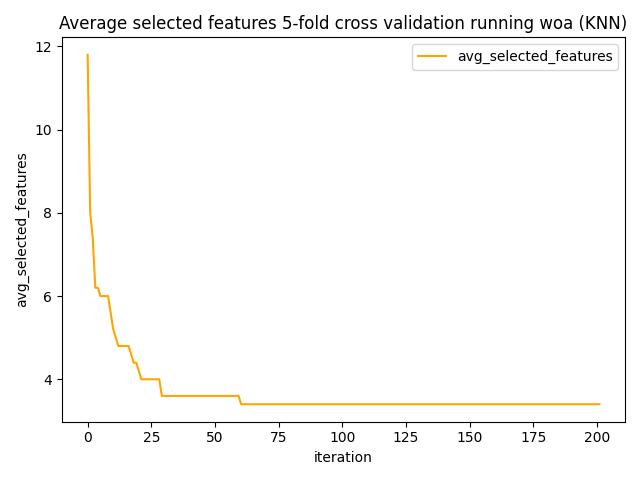 Average selected features 5-fold cross validation running woa (KNN)
avg_selected_features
avg_selected_features
12
10
8
6
4
0 25 50 75 100 125 150 175 200
iteration